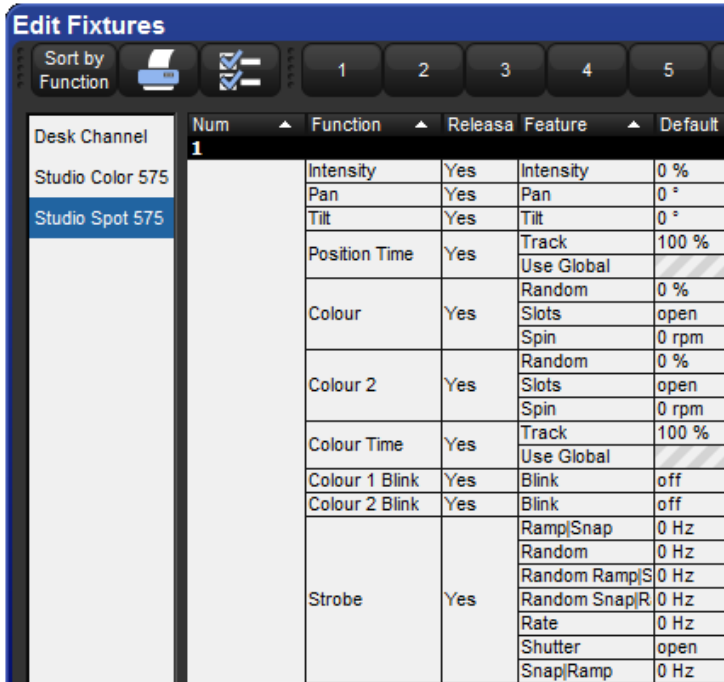 Edit Fixtures
Sort by
Function
1 2 3 4 5
Desk Channel
Studio Color 575
Studio Spot 575
Num Function Releasa Feature Default
1
Intensity Yes Intensity 0 %
Pan Yes Pan 0 °
Tilt Yes Tilt 0 °
Position Time Yes Track 100 %
Use Global
Colour Yes Random 0 %
Slots open
Spin 0 rpm
Colour 2 Yes Random 0 %
Slots open
Spin 0 rpm
Colour Time Yes Track 100 %
Use Global
Colour 1 Blink Yes Blink off
Colour 2 Blink Yes Blink off
Strobe Yes Ramp|Snap 0 Hz
Random 0 Hz
Random Ramp|S 0 Hz
Random Snap|R 0 Hz
Rate 0 Hz
Shutter open
Snap|Ramp 0 Hz